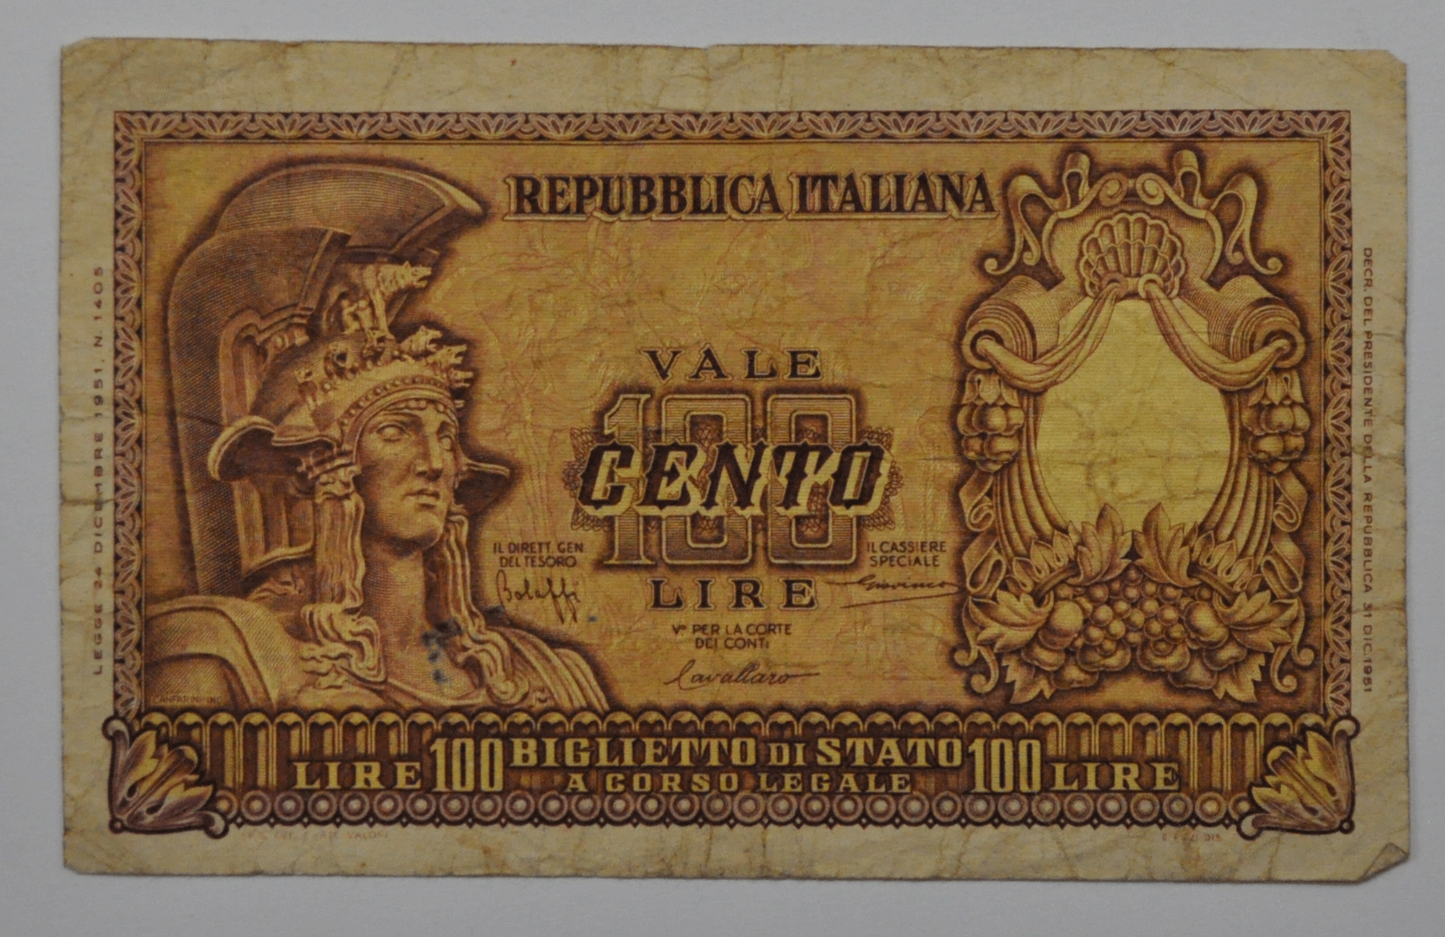 REPUBBLICA ITALIANA
VALE
100
CENTO
LIRE
IL DIRETT. GEN.
DEL TESORO
Bolaffi
IL CASSIERE
SPECIALE
Giovinco
Vº PER LA CORTE
DEI CONTI
Cavallaro
LIRE 100 BIGLIETTO DI STATO 100 LIRE
A CORSO LEGALE
LEGGE 24 DICEMBRE 1951, N. 1405
DECR. DEL PRESIDENTE DELLA REPUBBLICA 31 DIC. 1951